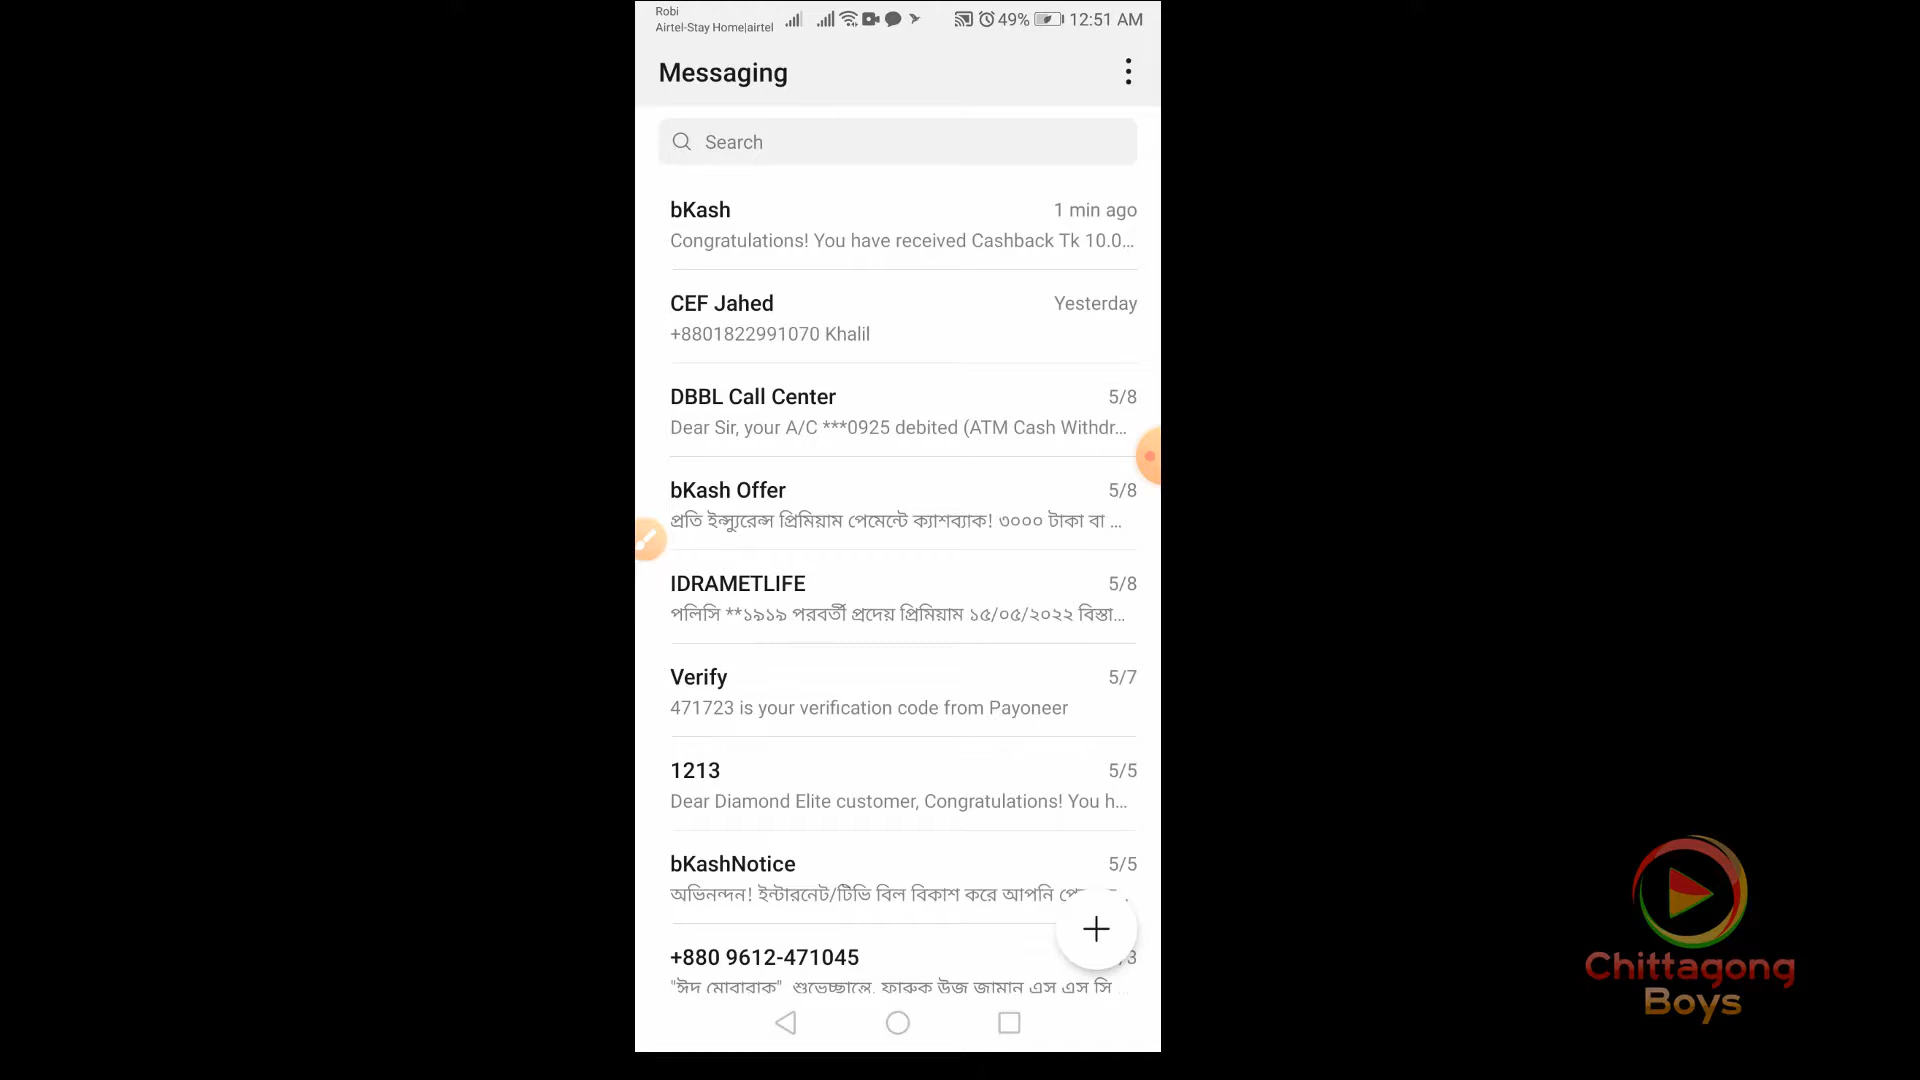 Robi
Airtel-Stay Home|airtel
49% 12:51 AM
Messaging
Search
bKash 1 min ago
Congratulations! You have received Cashback Tk 10.0...
CEF Jahed Yesterday
+8801822991070 Khalil
DBBL Call Center 5/8
Dear Sir, your A/C ***0925 debited (ATM Cash Withdr...
bKash Offer 5/8
প্রতি ইন্স্যুরেন্স প্রিমিয়াম পেমেন্টে ক্যাশব্যাক! ৩০০০ টাকা বা ...
IDRAMETLIFE 5/8
পলিসি **১৯১৯ পরবর্তী প্রদেয় প্রিমিয়াম ১৫/০৫/২০২২ বিস্তা...
Verify 5/7
471723 is your verification code from Payoneer
1213 5/5
Dear Diamond Elite customer, Congratulations! You h...
bKashNotice 5/5
অভিনন্দন! ইন্টারনেট/টিভি বিল বিকাশ করে আপনি
+880 9612-471045
"ঈদ মোবারাক" শুভেচ্ছান্তে, ফারুক উজ জামান এস এস সি
Chittagong
Boys